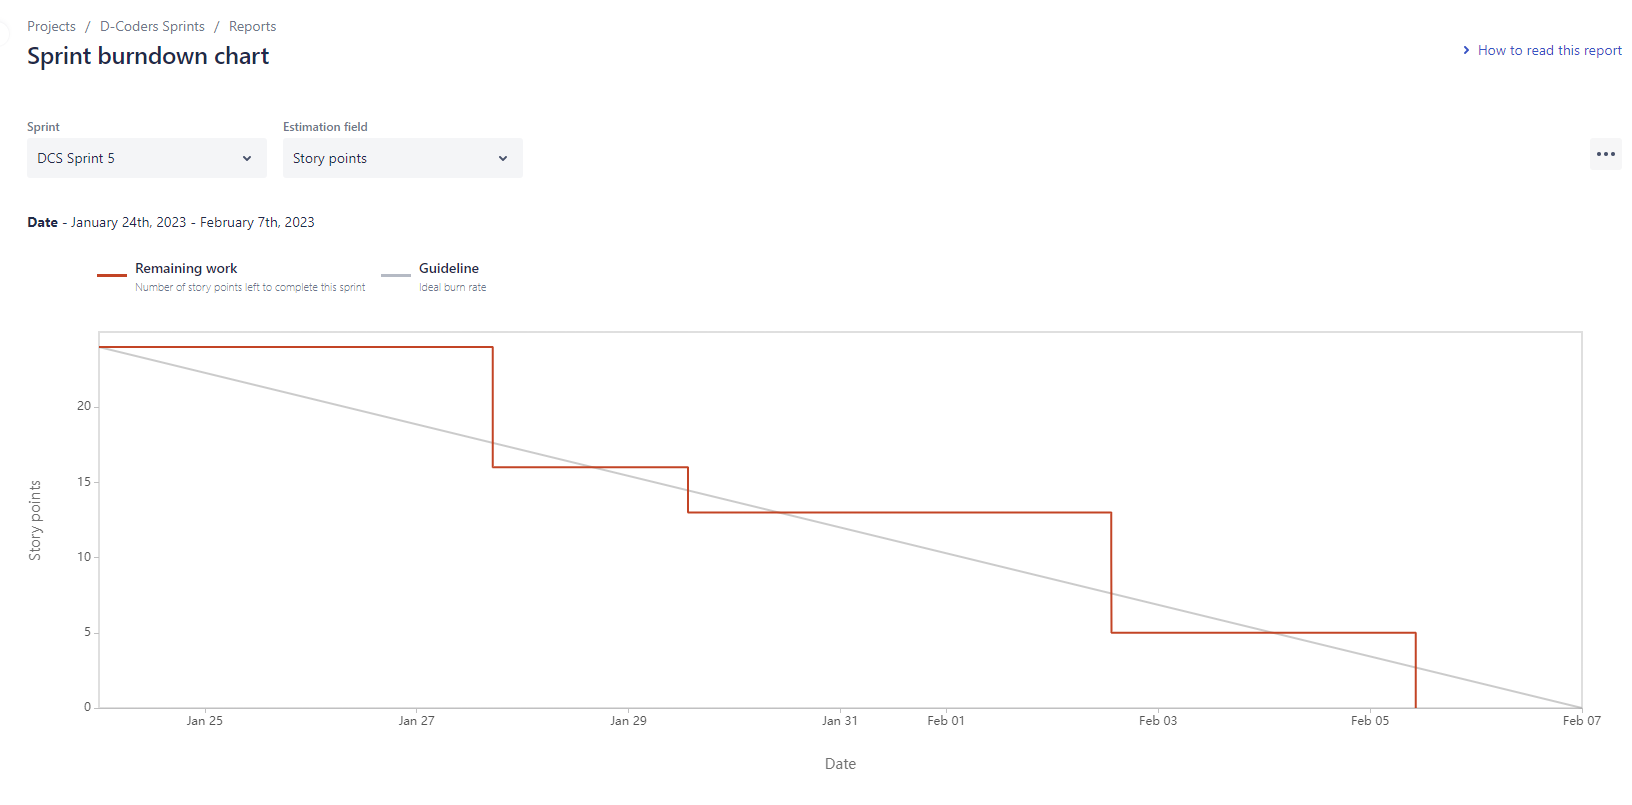 Projects / D-Coders Sprints / Reports
Sprint burndown chart
How to read this report
Sprint
Estimation field
DCS Sprint 5
Story points
Date - January 24th, 2023 - February 7th, 2023
Remaining work
Number of story points left to complete this sprint
Guideline
Ideal burn rate
Story points
20
15
10
5
0
Jan 25
Jan 27
Jan 29
Jan 31
Feb 01
Feb 03
Feb 05
Feb 07
Date